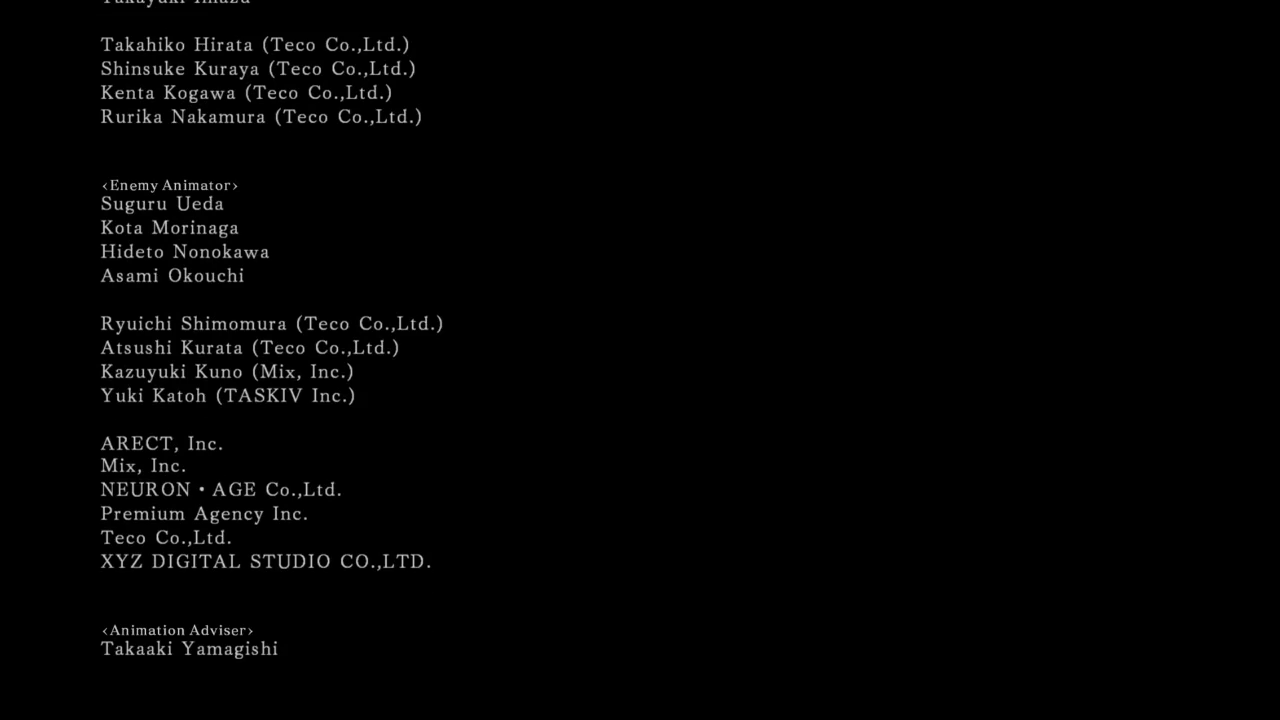 Takahiko Hirata (Teco Co.,Ltd.)
Shinsuke Kuraya (Teco Co.,Ltd.)
Kenta Kogawa (Teco Co.,Ltd.)
Rurika Nakamura (Teco Co.,Ltd.)
‹Enemy Animator›
Suguru Ueda
Kota Morinaga
Hideto Nonokawa
Asami Okouchi
Ryuichi Shimomura (Teco Co.,Ltd.)
Atsushi Kurata (Teco Co.,Ltd.)
Kazuyuki Kuno (Mix, Inc.)
Yuki Katoh (TASKIV Inc.)
ARECT, Inc.
Mix, Inc.
NEURON・AGE Co.,Ltd.
Premium Agency Inc.
Teco Co.,Ltd.
XYZ DIGITAL STUDIO CO.,LTD.
‹Animation Adviser›
Takaaki Yamagishi